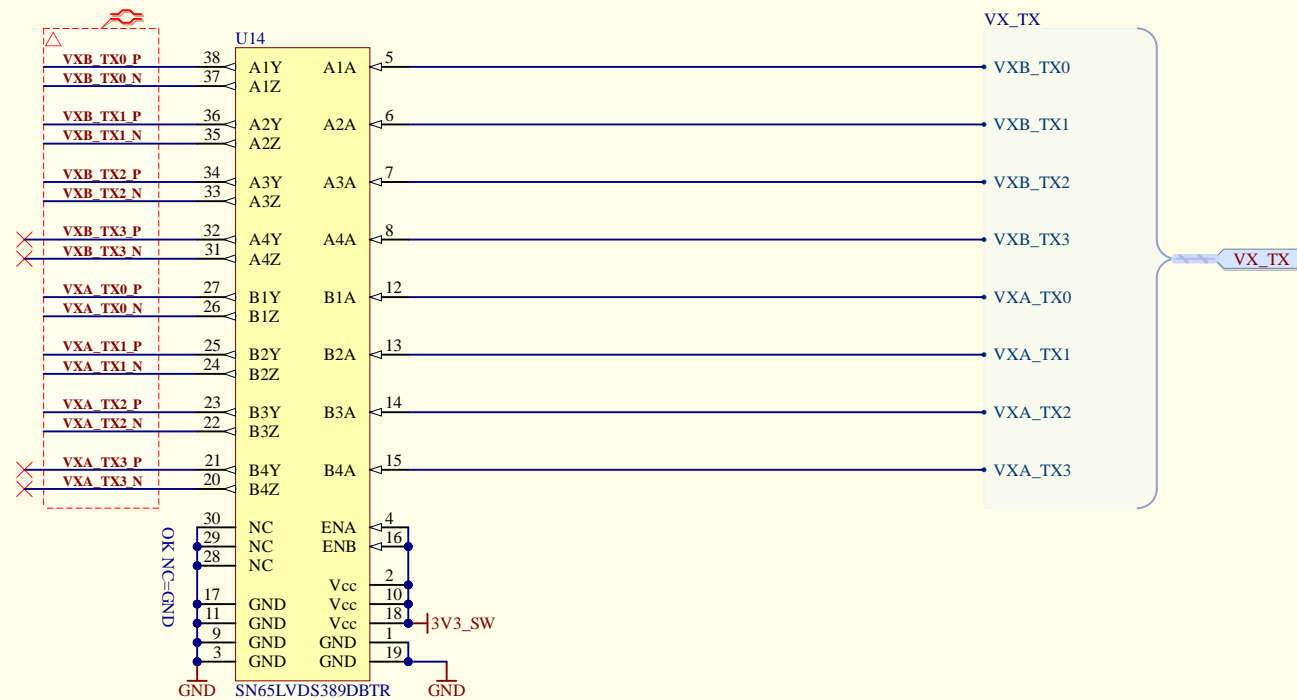 VX_TX
U14
VXB_TX0_P 38 A1Y A1A 5 VXB_TX0
VXB_TX0_N 37 A1Z
VXB_TX1_P 36 A2Y A2A 6 VXB_TX1
VXB_TX1_N 35 A2Z
VXB_TX2_P 34 A3Y A3A 7 VXB_TX2
VXB_TX2_N 33 A3Z
VXB_TX3_P 32 A4Y A4A 8 VXB_TX3
VXB_TX3_N 31 A4Z
VX_TX
VXA_TX0_P 27 B1Y B1A 12 VXA_TX0
VXA_TX0_N 26 B1Z
VXA_TX1_P 25 B2Y B2A 13 VXA_TX1
VXA_TX1_N 24 B2Z
VXA_TX2_P 23 B3Y B3A 14 VXA_TX2
VXA_TX2_N 22 B3Z
VXA_TX3_P 21 B4Y B4A 15 VXA_TX3
VXA_TX3_N 20 B4Z
30 NC ENA 4
29 NC ENB 16
28 NC
OK NC=GND
Vcc 2
17 GND Vcc 10
11 GND Vcc 18 3V3_SW
9 GND GND 1
3 GND GND 19
GND SN65LVDS389DBTR GND